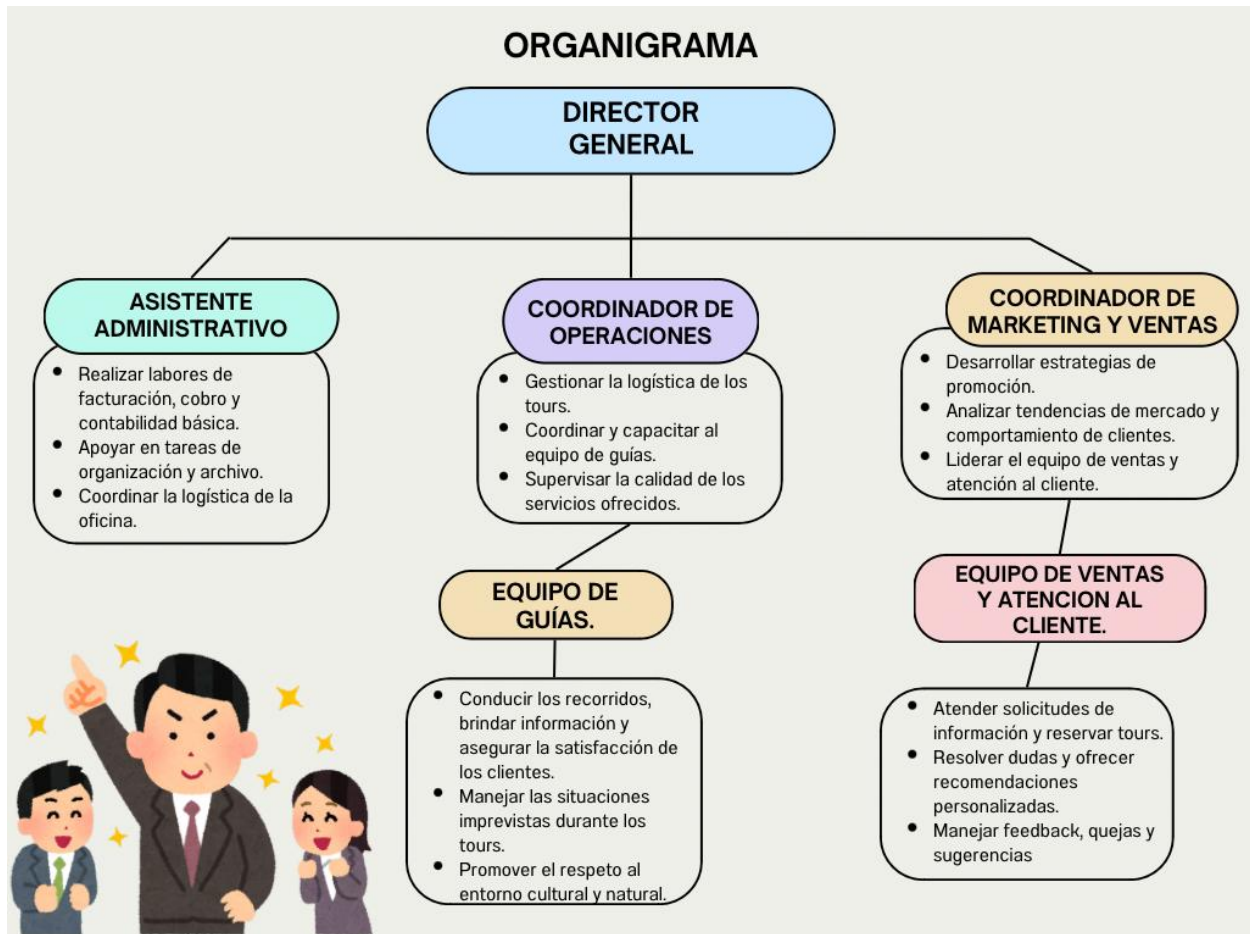 ORGANIGRAMA
DIRECTOR
GENERAL
ASISTENTE
ADMINISTRATIVO
• Realizar labores de
facturación, cobro y
contabilidad básica.
• Apoyar en tareas de
organización y archivo.
• Coordinar la logística de la
oficina.
COORDINADOR DE
OPERACIONES
• Gestionar la logística de los
tours.
• Coordinar y capacitar al
equipo de guías.
• Supervisar la calidad de los
servicios ofrecidos.
COORDINADOR DE
MARKETING Y VENTAS
• Desarrollar estrategias de
promoción.
• Analizar tendencias de mercado y
comportamiento de clientes.
• Liderar el equipo de ventas y
atención al cliente.
EQUIPO DE
GUÍAS.
• Conducir los recorridos,
brindar información y
asegurar la satisfacción de
los clientes.
• Manejar las situaciones
imprevistas durante los
tours.
• Promover el respeto al
entorno cultural y natural.
EQUIPO DE VENTAS
Y ATENCION AL
CLIENTE.
• Atender solicitudes de
información y reservar tours.
• Resolver dudas y ofrecer
recomendaciones
personalizadas.
• Manejar feedback, quejas y
sugerencias